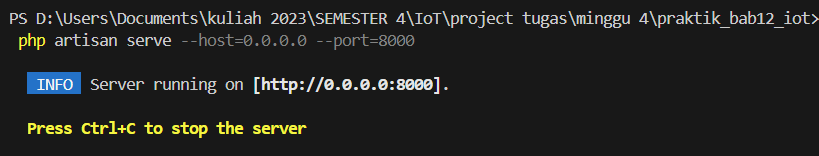 PS D:\Users\Documents\kuliah 2023\SEMESTER 4\IoT\project tugas\minggu 4\praktik_bab12_iot>
php artisan serve --host=0.0.0.0 --port=8000
INFO Server running on [http://0.0.0.0:8000].
Press Ctrl+C to stop the server